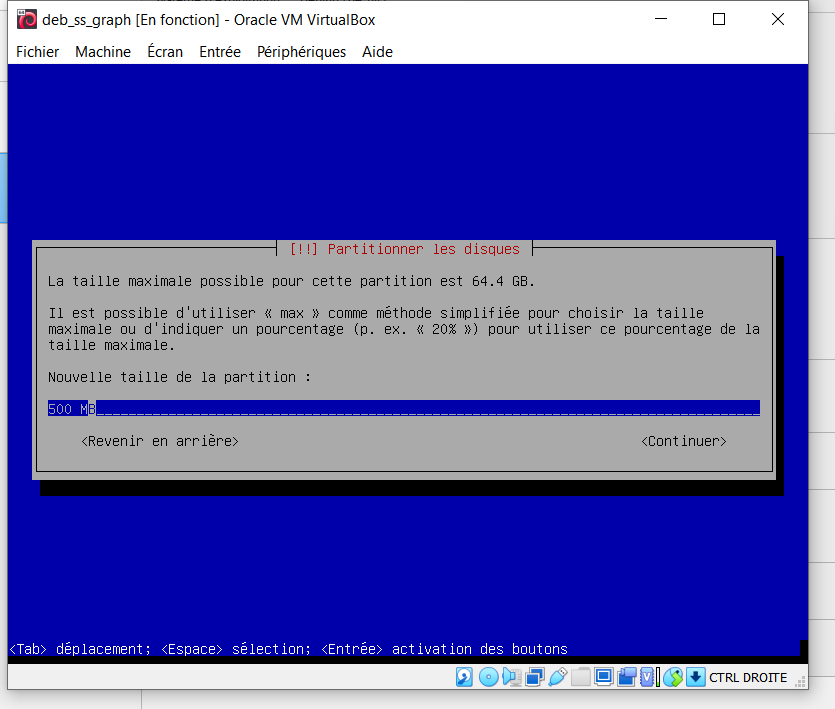 deb_ss_graph [En fonction] - Oracle VM VirtualBox
Fichier Machine Écran Entrée Périphériques Aide
[!!] Partitionner les disques
La taille maximale possible pour cette partition est 64.4 GB.
Il est possible d'utiliser « max » comme méthode simplifiée pour choisir la taille
maximale ou d'indiquer un pourcentage (p. ex. « 20% ») pour utiliser ce pourcentage de la
taille maximale.
Nouvelle taille de la partition :
500 MB
<Revenir en arrière> <Continuer>
<Tab> déplacement; <Espace> sélection; <Entrée> activation des boutons
CTRL DROITE